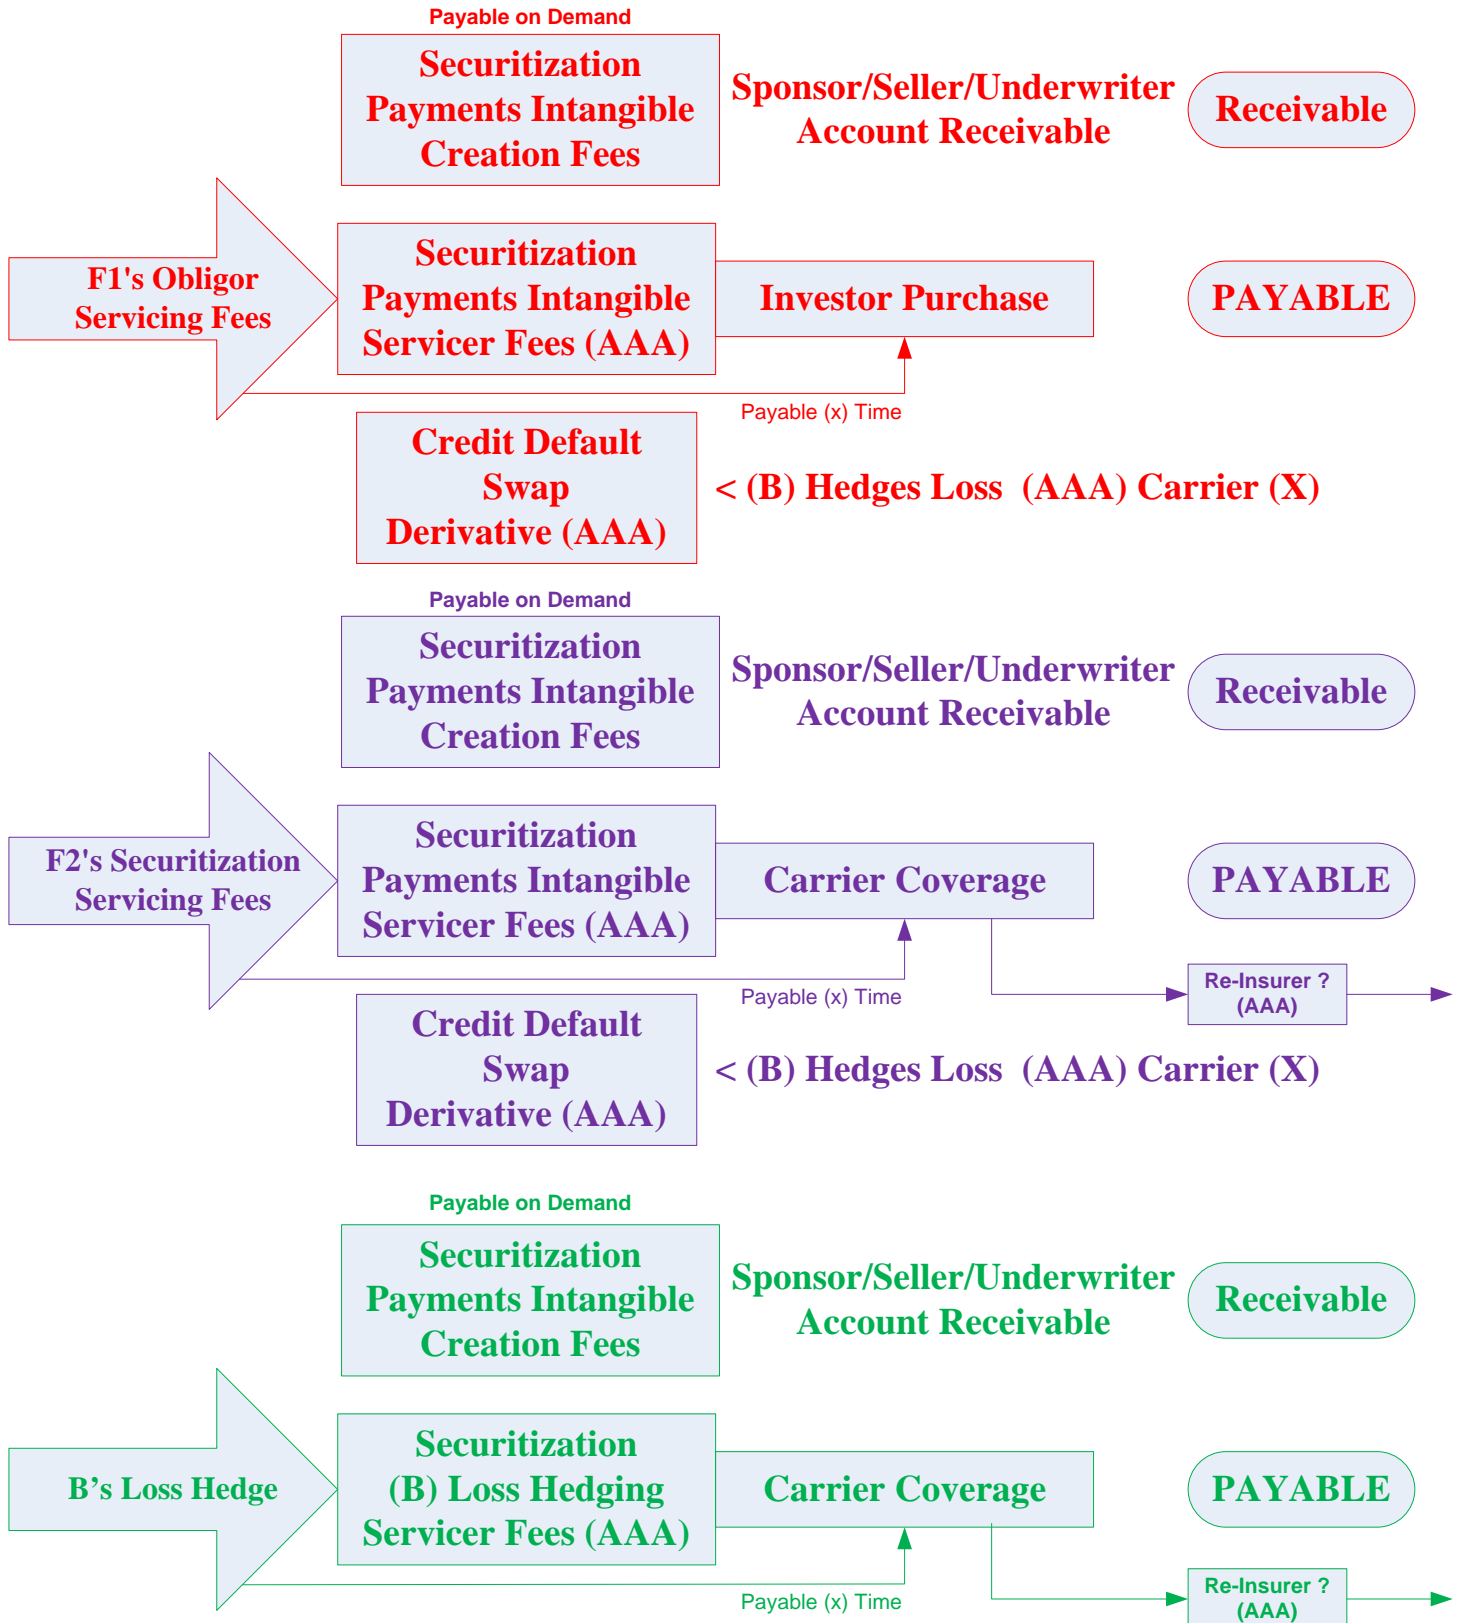 Payable on Demand
Securitization
Payments Intangible
Creation Fees
Sponsor/Seller/Underwriter
Account Receivable
Receivable
F1's Obligor
Servicing Fees
Securitization
Payments Intangible
Servicer Fees (AAA)
Investor Purchase
PAYABLE
Payable (x) Time
Credit Default
Swap
Derivative (AAA)
< (B) Hedges Loss  (AAA) Carrier (X)
Payable on Demand
Securitization
Payments Intangible
Creation Fees
Sponsor/Seller/Underwriter
Account Receivable
Receivable
F2's Securitization
Servicing Fees
Securitization
Payments Intangible
Servicer Fees (AAA)
Carrier Coverage
PAYABLE
Payable (x) Time
Re-Insurer ?
(AAA)
Credit Default
Swap
Derivative (AAA)
< (B) Hedges Loss  (AAA) Carrier (X)
Payable on Demand
Securitization
Payments Intangible
Creation Fees
Sponsor/Seller/Underwriter
Account Receivable
Receivable
B’s Loss Hedge
Securitization
(B) Loss Hedging
Servicer Fees (AAA)
Carrier Coverage
PAYABLE
Payable (x) Time
Re-Insurer ?
(AAA)